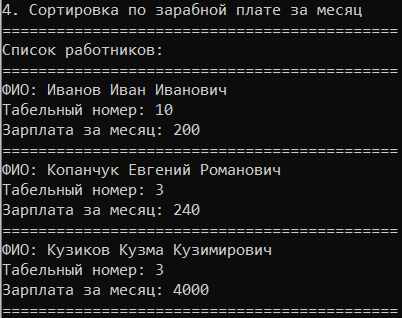 4. Сортировка по зарабной плате за месяц
============================================
Список работников:
============================================
ФИО: Иванов Иван Иванович
Табельный номер: 10
Зарплата за месяц: 200
============================================
ФИО: Копанчук Евгений Романович
Табельный номер: 3
Зарплата за месяц: 240
============================================
ФИО: Кузиков Кузма Кузимирович
Табельный номер: 3
Зарплата за месяц: 4000
============================================